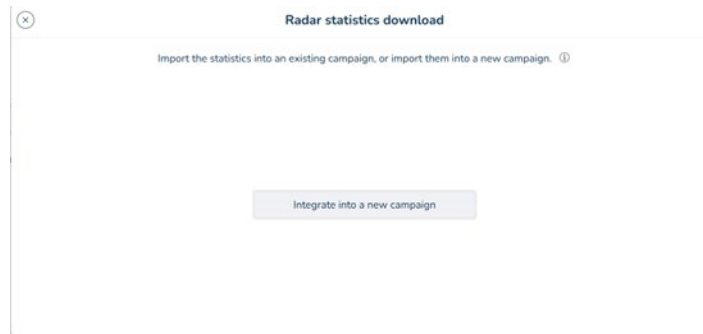 Radar statistics download
Import the statistics into an existing campaign, or import them into a new campaign.
Integrate into a new campaign